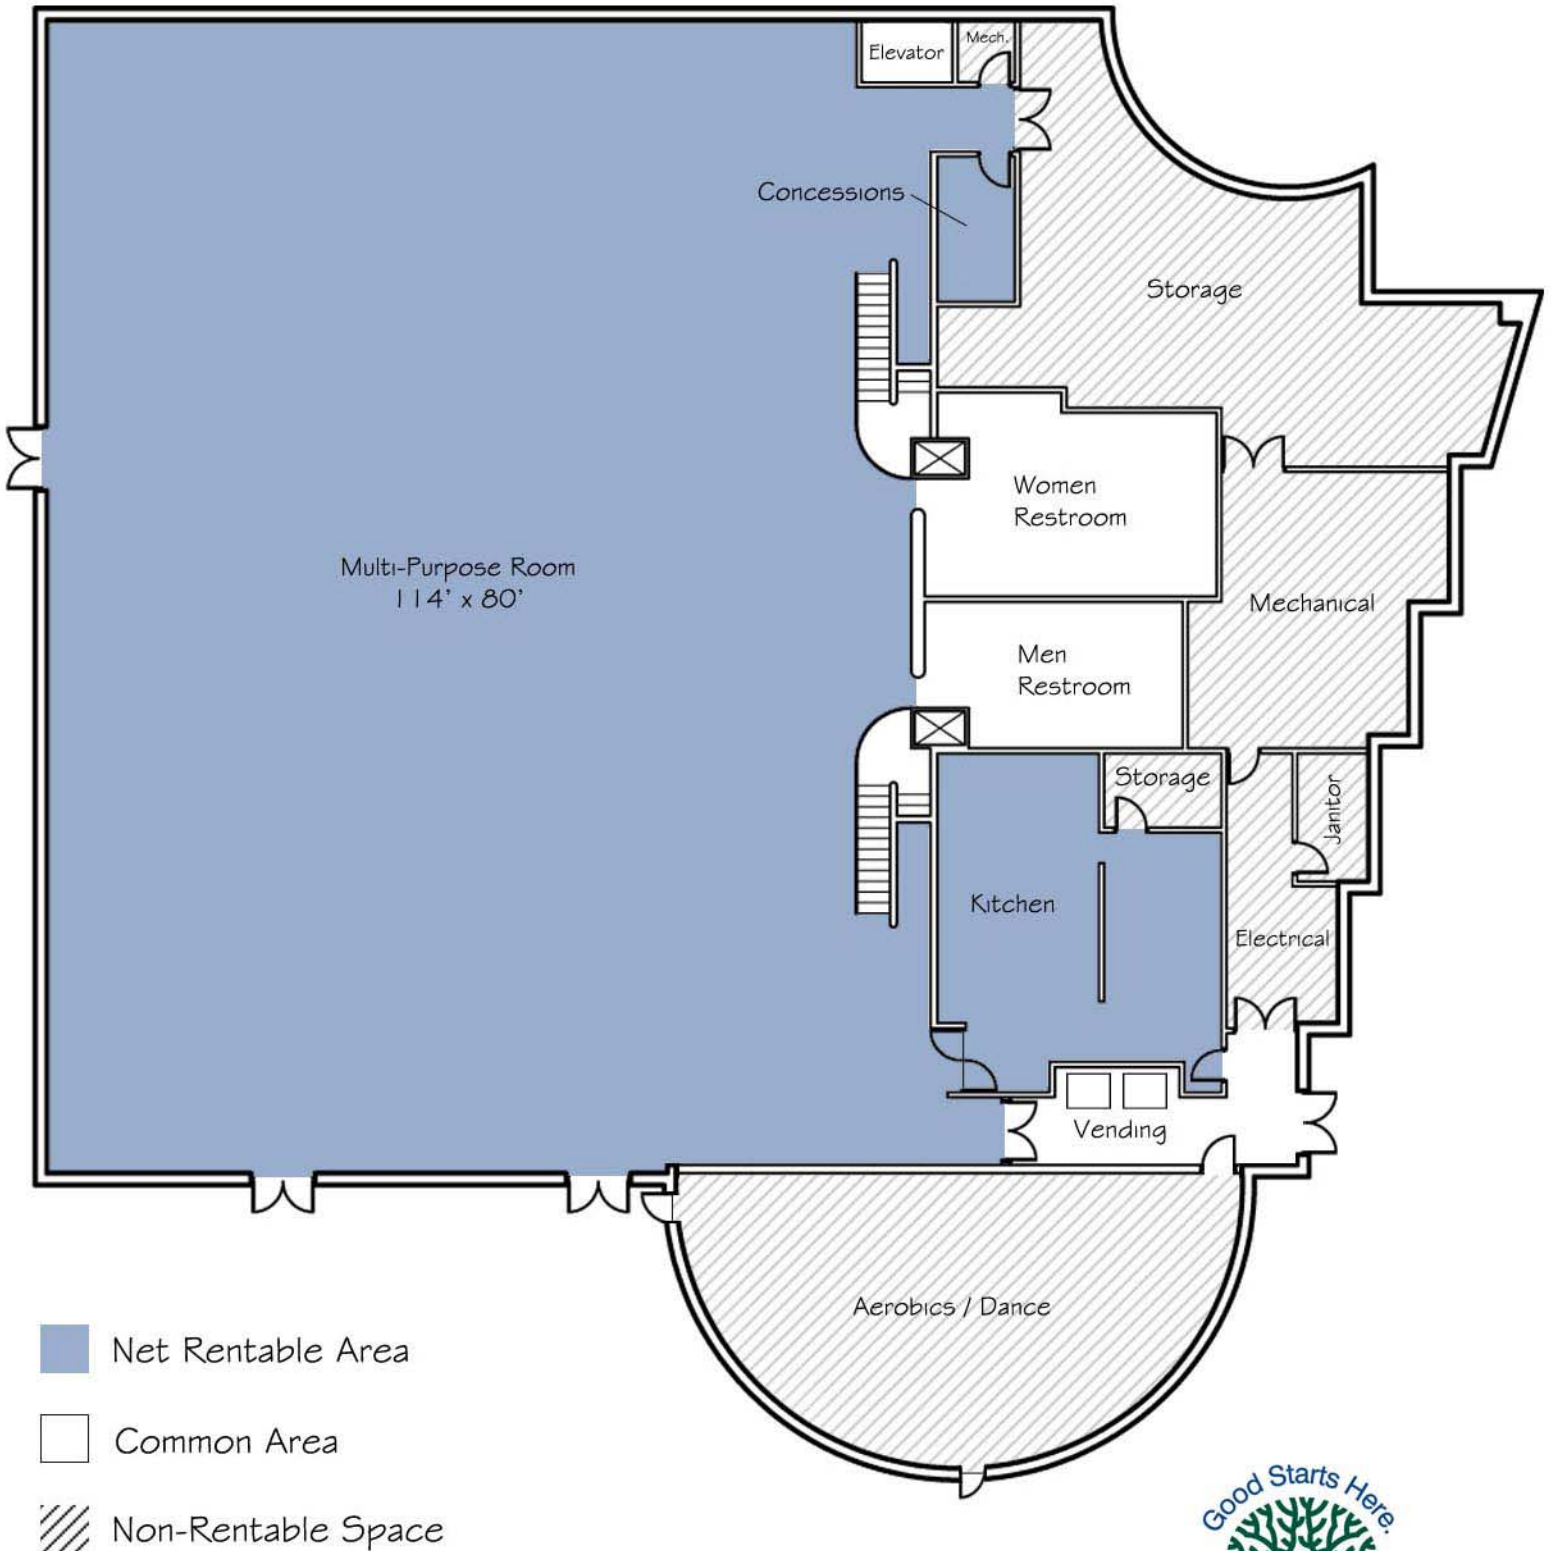 Elevator
Mech.
Concessions
Storage
Women
Restroom
Multi-Purpose Room
114' x 80'
Mechanical
Men
Restroom
Storage
Janitor
Kitchen
Electrical
Vending
Aerobics / Dance
Net Rentable Area
Common Area
Non-Rentable Space
Good Starts Here.